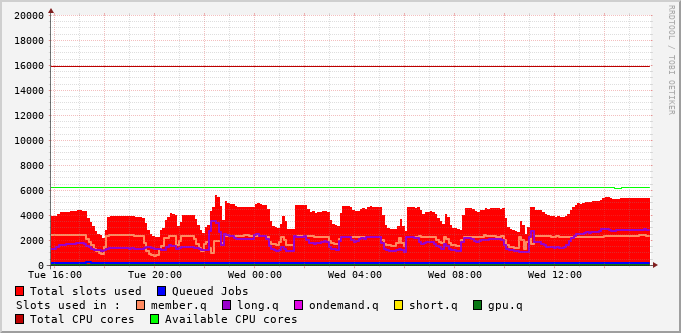 20000
18000
16000
14000
12000
10000
8000
6000
4000
2000
0
Tue 16:00 Tue 20:00 Wed 00:00 Wed 04:00 Wed 08:00 Wed 12:00
Total slots used Queued Jobs
Slots used in : member.q long.q ondemand.q short.q gpu.q
Total CPU cores Available CPU cores
RRDTOOL / TOBI OETIKER